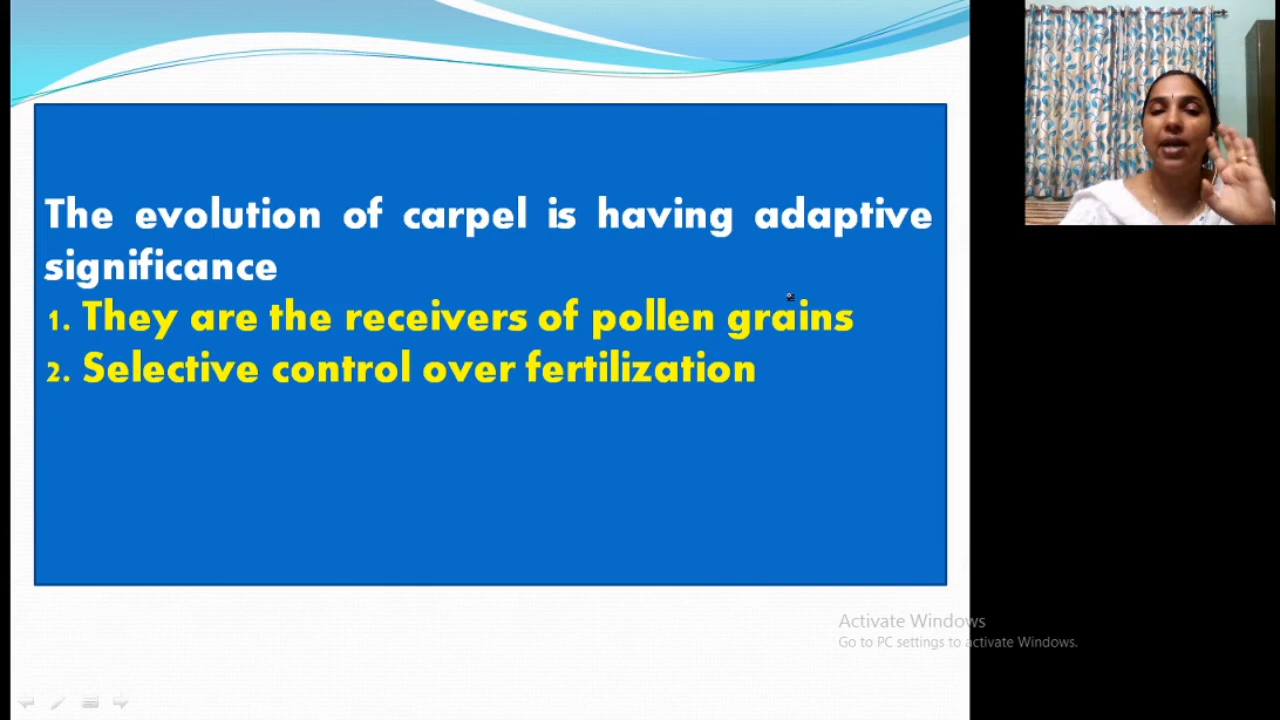 The evolution of carpel is having adaptive
significance
1. They are the receivers of pollen grains
2. Selective control over fertilization
Activate Windows
Go to PC settings to activate Windows.